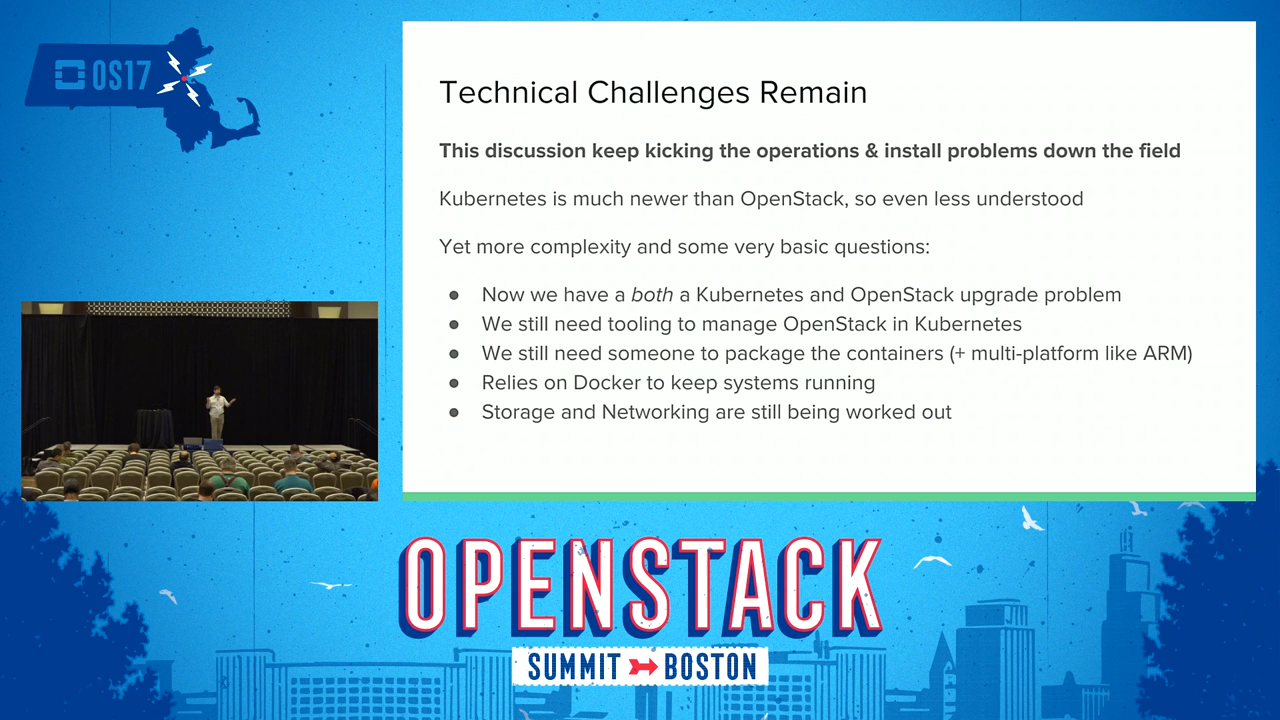 OS17
Technical Challenges Remain
This discussion keep kicking the operations & install problems down the field
Kubernetes is much newer than OpenStack, so even less understood
Yet more complexity and some very basic questions:
● Now we have a both a Kubernetes and OpenStack upgrade problem
● We still need tooling to manage OpenStack in Kubernetes
● We still need someone to package the containers (+ multi-platform like ARM)
● Relies on Docker to keep systems running
● Storage and Networking are still being worked out
OPENSTACK
SUMMIT BOSTON